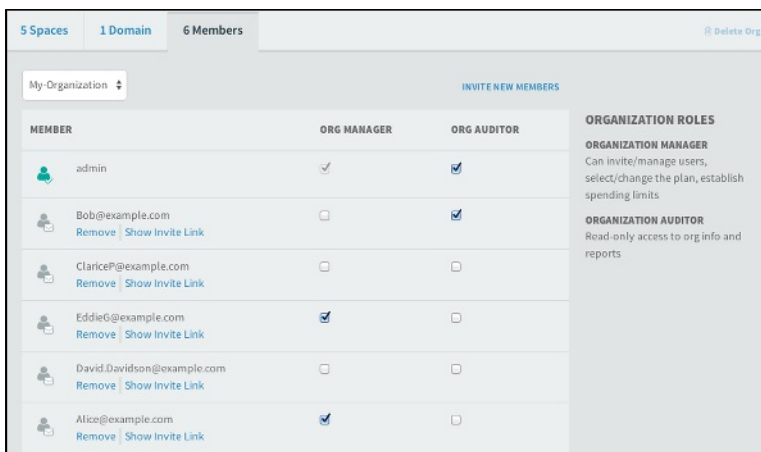 5 Spaces 1 Domain 6 Members Delete Org
My-Organization INVITE NEW MEMBERS
MEMBER ORG MANAGER ORG AUDITOR
admin
Bob@example.com
Remove Show Invite Link
ClariceP@example.com
Remove Show Invite Link
EddieG@example.com
Remove Show Invite Link
David.Davidson@example.com
Remove Show Invite Link
Alice@example.com
Remove Show Invite Link
ORGANIZATION ROLES
ORGANIZATION MANAGER
Can invite/manage users,
select/change the plan, establish
spending limits
ORGANIZATION AUDITOR
Read-only access to org info and
reports